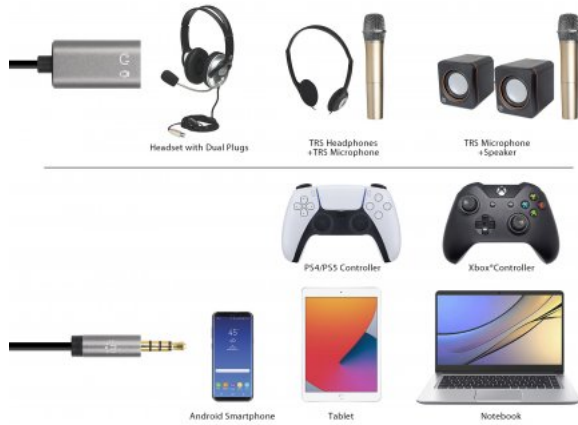 Headset with Dual Plugs
TRS Headphones
+TRS Microphone
TRS Microphone
+Speaker
PS4/PS5 Controller
Xbox®Controller
45°
Android Smartphone
Tablet
Notebook